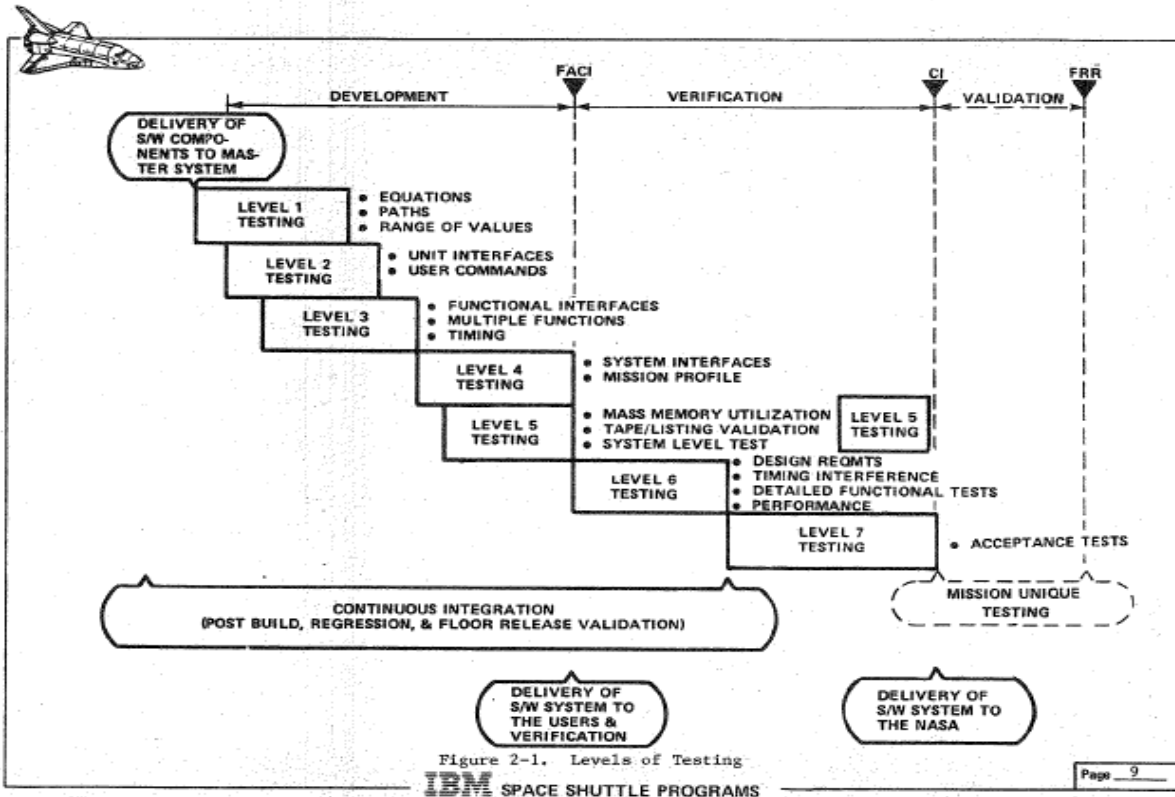 FACI
CI
FRR
DEVELOPMENT
VERIFICATION
VALIDATION
DELIVERY OF
S/W COMPO-
NENTS TO MAS-
TER SYSTEM
LEVEL 1
TESTING
• EQUATIONS
• PATHS
• RANGE OF VALUES
LEVEL 2
TESTING
• UNIT INTERFACES
• USER COMMANDS
LEVEL 3
TESTING
• FUNCTIONAL INTERFACES
• MULTIPLE FUNCTIONS
• TIMING
LEVEL 4
TESTING
• SYSTEM INTERFACES
• MISSION PROFILE
LEVEL 5
TESTING
• MASS MEMORY UTILIZATION
• TAPE/LISTING VALIDATION
• SYSTEM LEVEL TEST
LEVEL 5
TESTING
LEVEL 6
TESTING
• DESIGN REQMTS
• TIMING INTERFERENCE
• DETAILED FUNCTIONAL TESTS
• PERFORMANCE
LEVEL 7
TESTING
• ACCEPTANCE TESTS
CONTINUOUS INTEGRATION
(POST BUILD, REGRESSION, & FLOOR RELEASE VALIDATION)
MISSION UNIQUE
TESTING
DELIVERY OF
S/W SYSTEM TO
THE USERS &
VERIFICATION
DELIVERY OF
S/W SYSTEM TO
THE NASA
Figure 2-1. Levels of Testing
IBM SPACE SHUTTLE PROGRAMS
Page 9